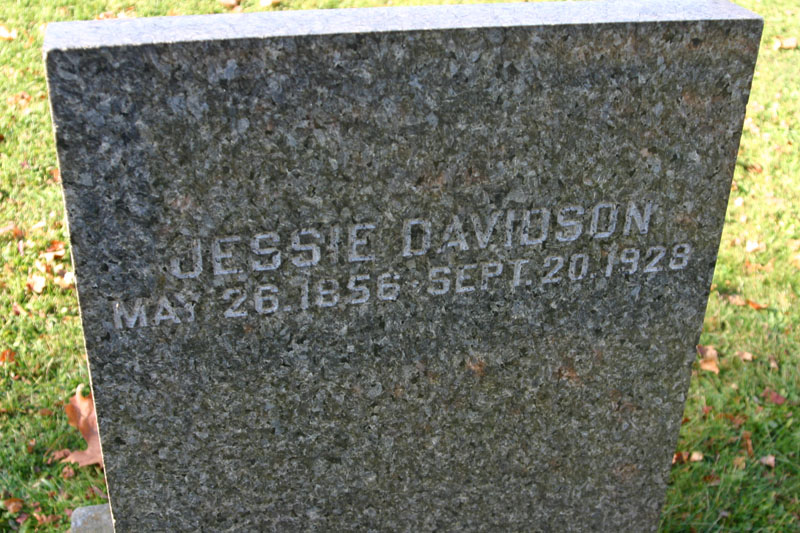 JESSIE DAVIDSON
MAY 26.1856 SEPT.20.1928